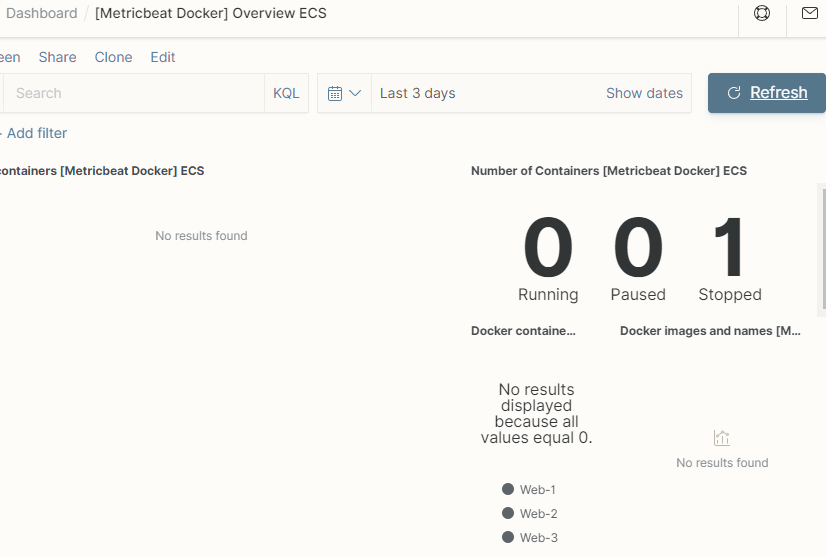 Dashboard / [Metricbeat Docker] Overview ECS
een Share Clone Edit
Search KQL Last 3 days Show dates Refresh
+ Add filter
containers [Metricbeat Docker] ECS
No results found
Number of Containers [Metricbeat Docker] ECS
0 0 1
Running Paused Stopped
Docker containe...
No results
displayed
because all
values equal 0.
Web-1
Web-2
Web-3
Docker images and names [M...
No results found